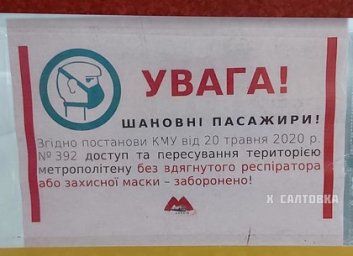 УВАГА!
ШАНОВНІ ПАСАЖИРИ!
Згідно постанови КМУ від 20 травня 2020 р.
№ 392 доступ та пересування територією
метрополітену без вдягнутого респіратора
або захисної маски – заборонено!
Х САЛТОВКА